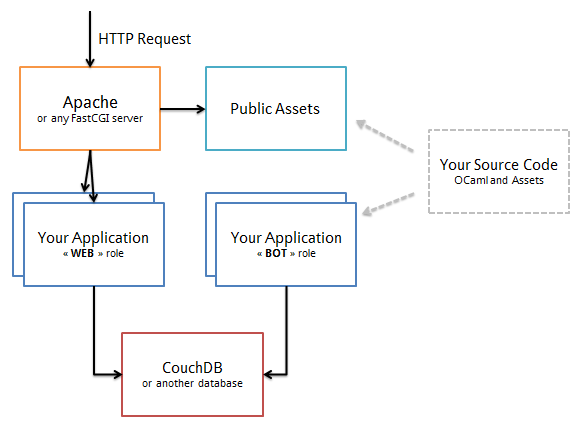 HTTP Request
Apache
or any FastCGI server
Public Assets
Your Source Code
OCaml and Assets
Your Application
« WEB » role
Your Application
« BOT » role
CouchDB
or another database